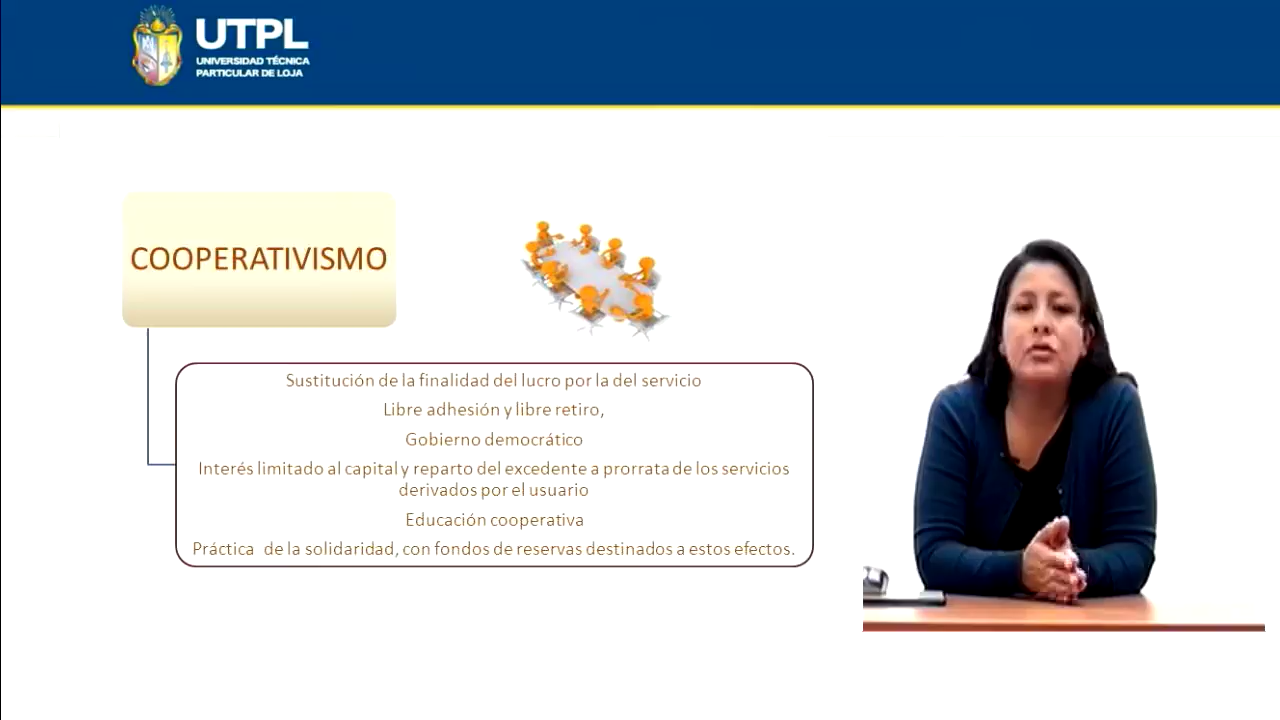 UTPL
UNIVERSIDAD TÉCNICA
PARTICULAR DE LOJA
COOPERATIVISMO
Sustitución de la finalidad del lucro por la del servicio
Libre adhesión y libre retiro,
Gobierno democrático
Interés limitado al capital y reparto del excedente a prorrata de los servicios
derivados por el usuario
Educación cooperativa
Práctica  de la solidaridad, con fondos de reservas destinados a estos efectos.